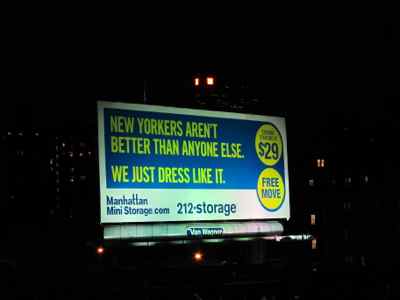 NEW YORKERS AREN'T
BETTER THAN ANYONE ELSE.
WE JUST DRESS LIKE IT.
$29
FREE
MOVE
Manhattan
Mini Storage.com 212-storage
Van Wagner